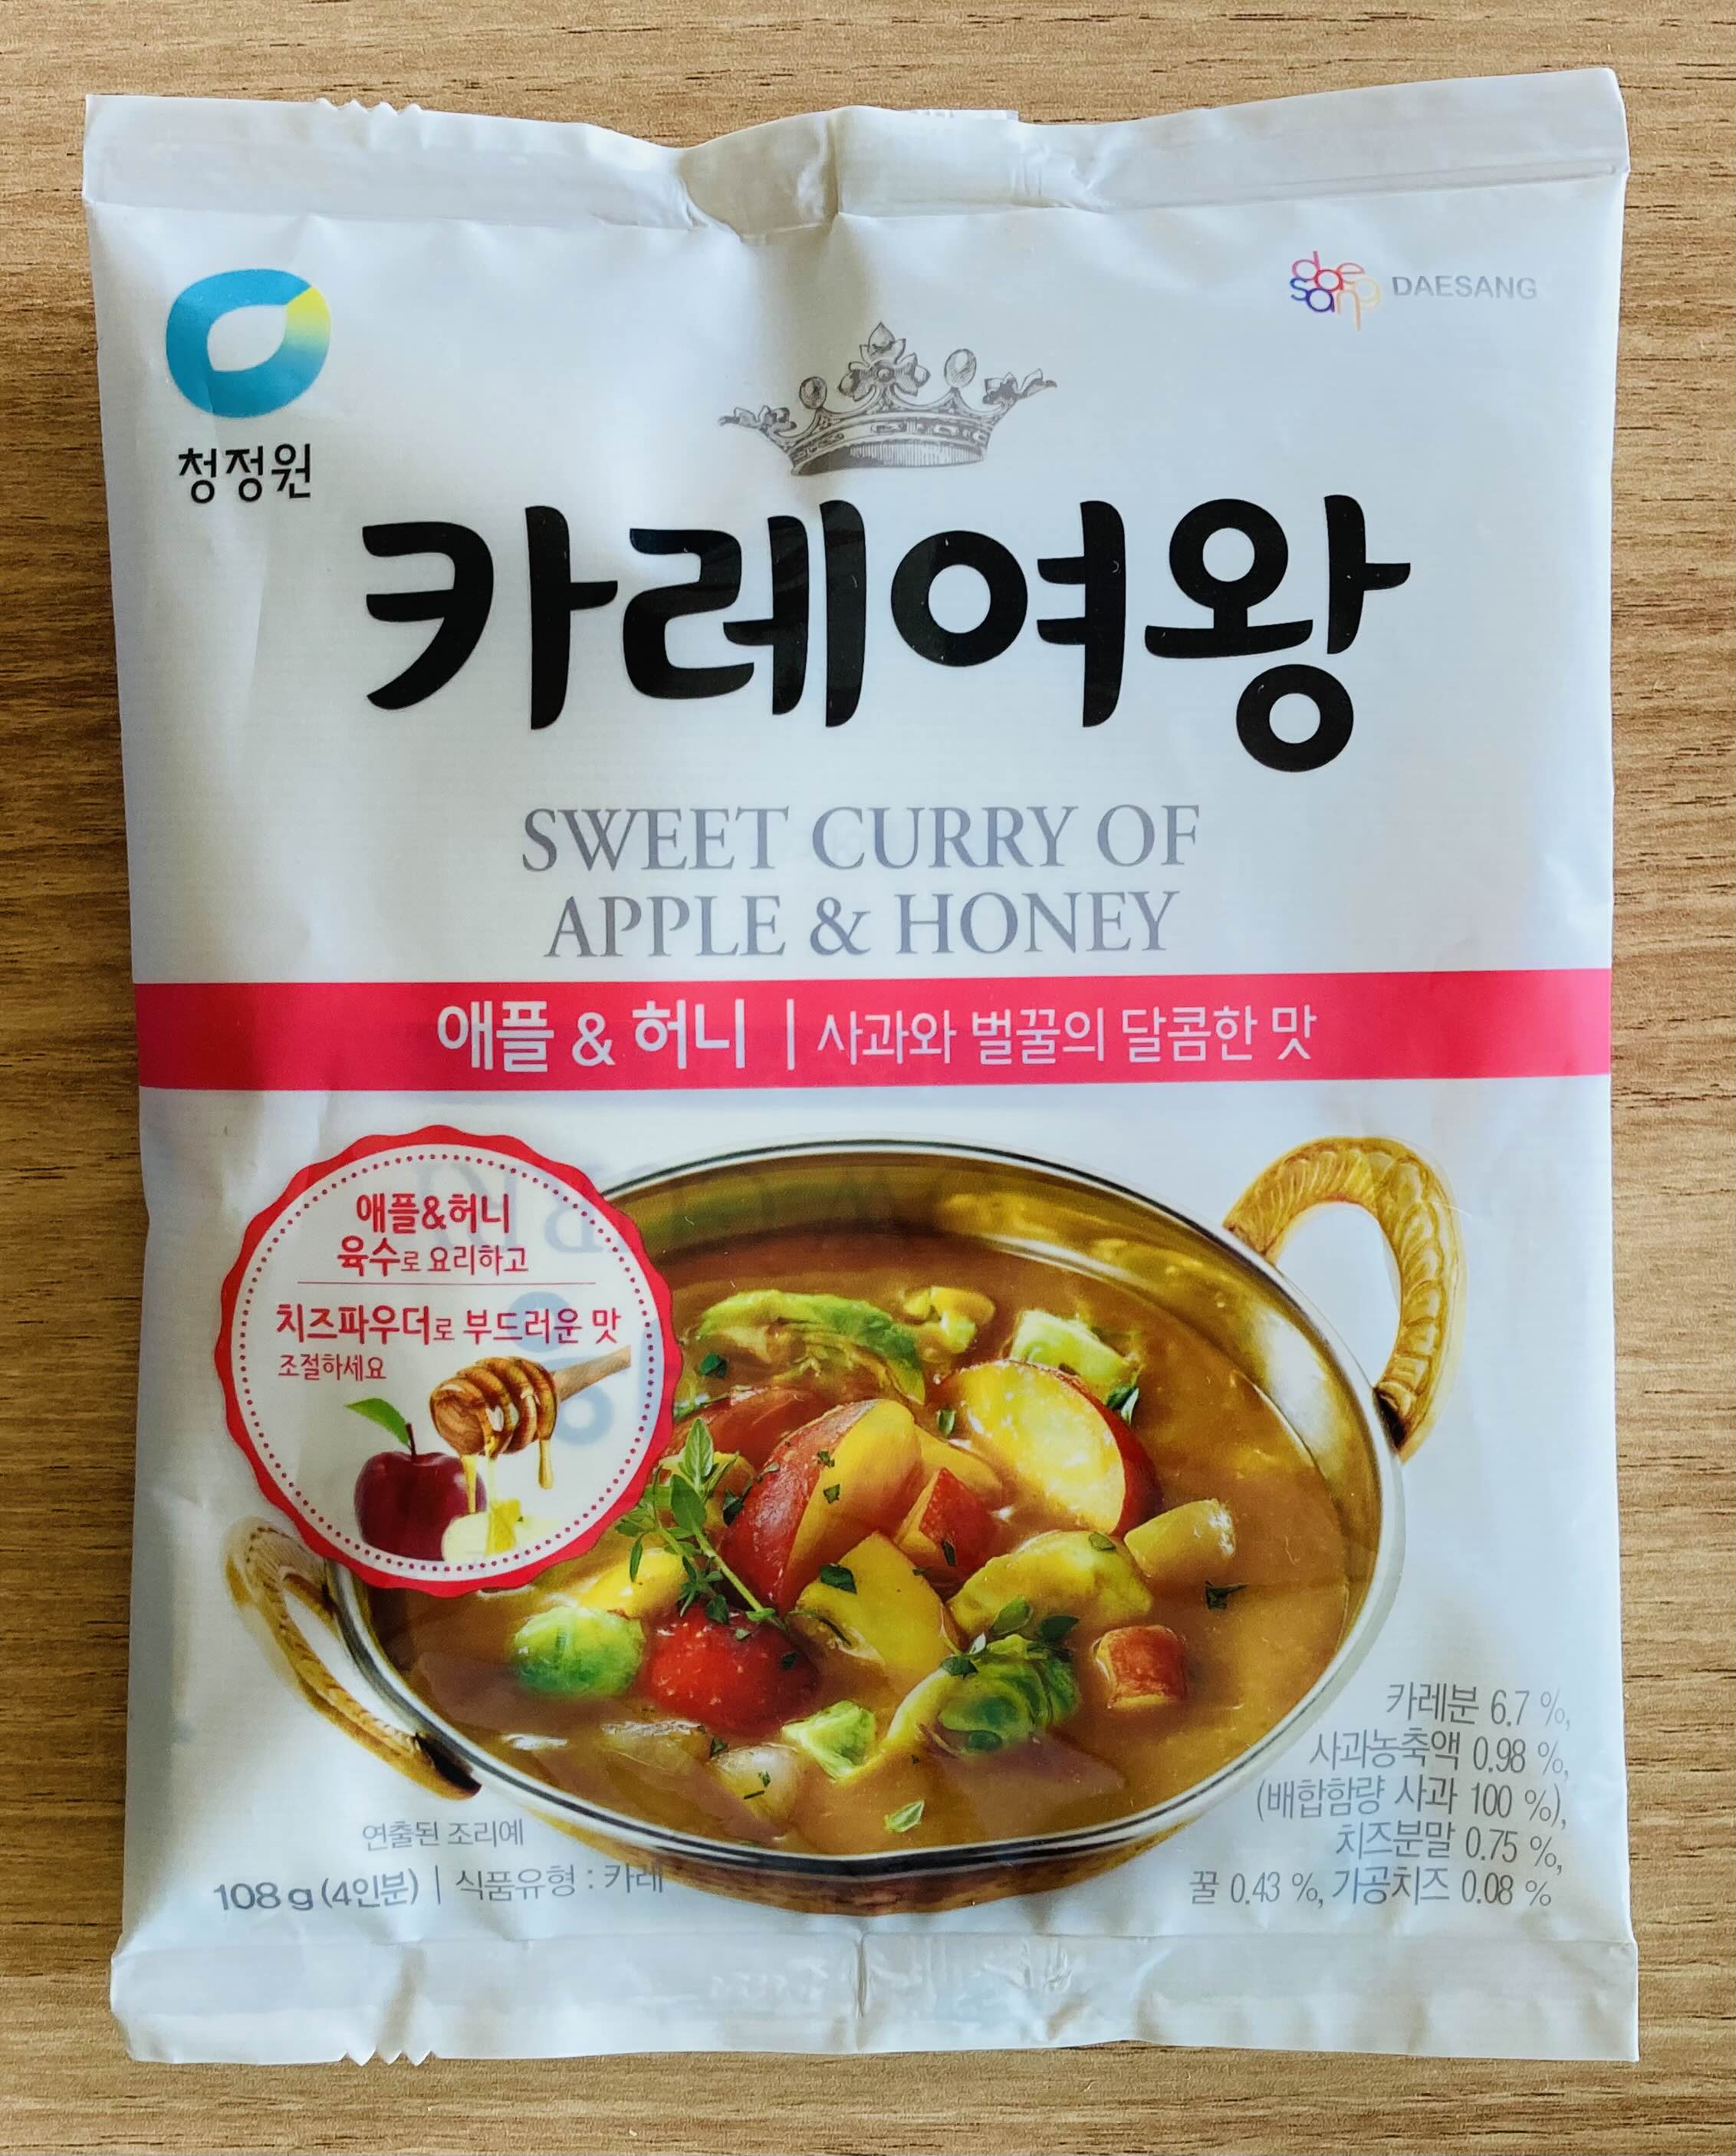 daesang DAESANG
청정원
카레여왕
SWEET CURRY OF
APPLE & HONEY
애플 & 허니 | 사과와 벌꿀의 달콤한 맛
애플&허니
육수로 요리하고
치즈파우더로 부드러운 맛
조절하세요
카레분 6.7 %,
사과농축액 0.98 %,
(배합함량 사과 100 %),
치즈분말 0.75 %,
꿀 0.43 %, 가공치즈 0.08 %
연출된 조리예
108 g (4인분) | 식품유형 : 카레